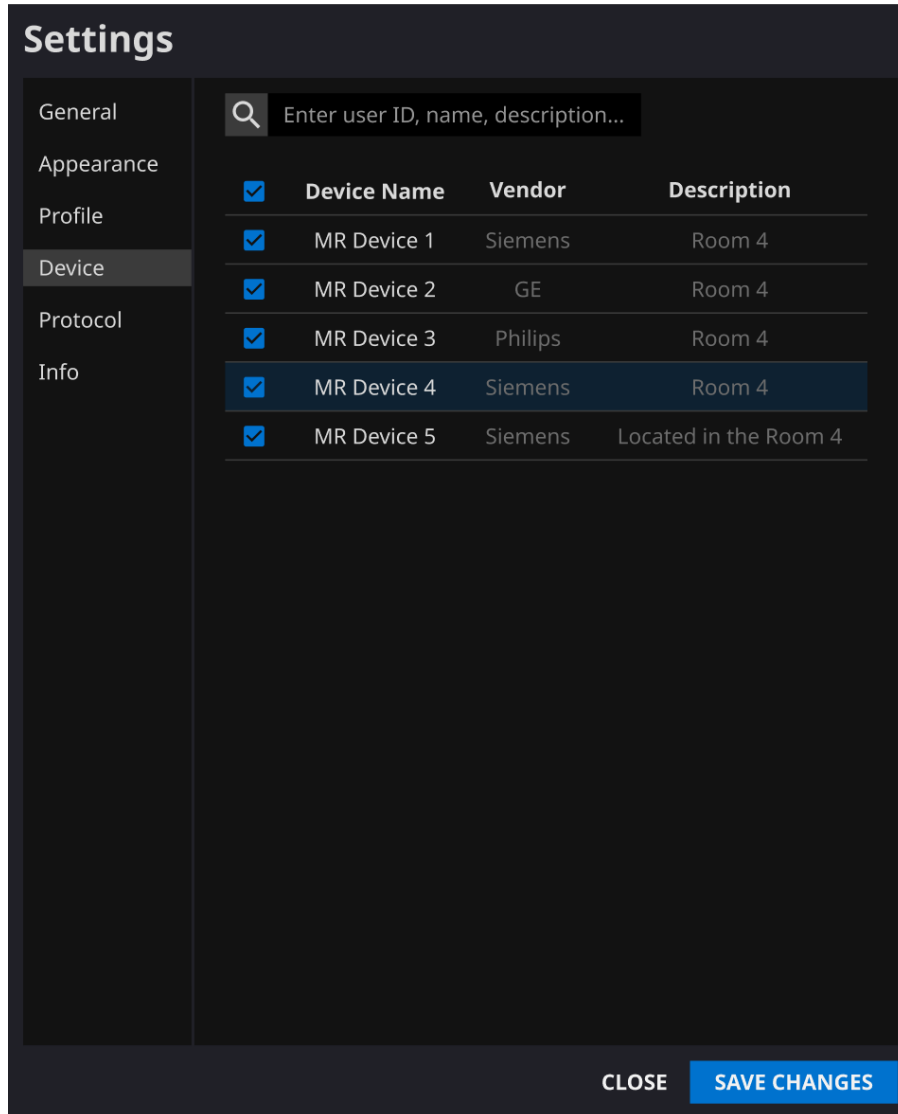 Settings
General
Appearance
Profile
Device
Protocol
Info
Enter user ID, name, description...
Device Name Vendor Description
MR Device 1 Siemens Room 4
MR Device 2 GE Room 4
MR Device 3 Philips Room 4
MR Device 4 Siemens Room 4
MR Device 5 Siemens Located in the Room 4
CLOSE SAVE CHANGES